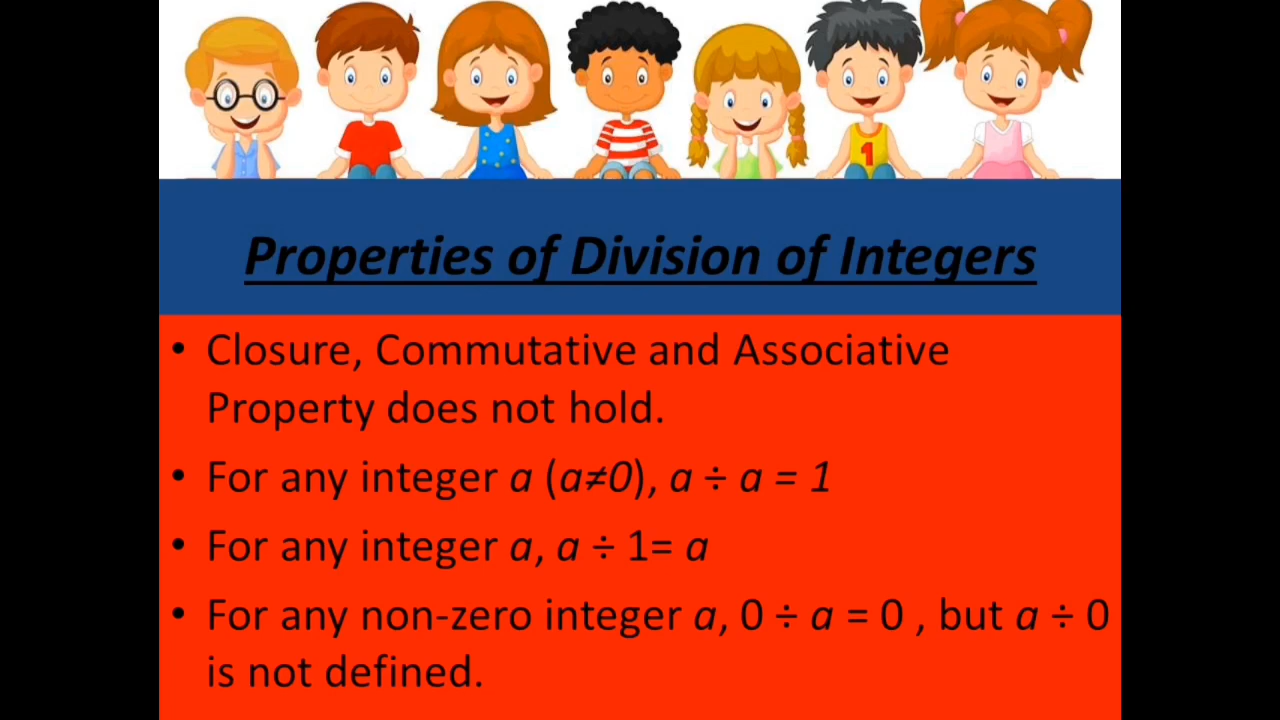 1
Properties of Division of Integers
• Closure, Commutative and Associative
Property does not hold.
• For any integer a (a≠0), a ÷ a = 1
• For any integer a, a ÷ 1= a
• For any non-zero integer a, 0 ÷ a = 0 , but a ÷ 0
is not defined.